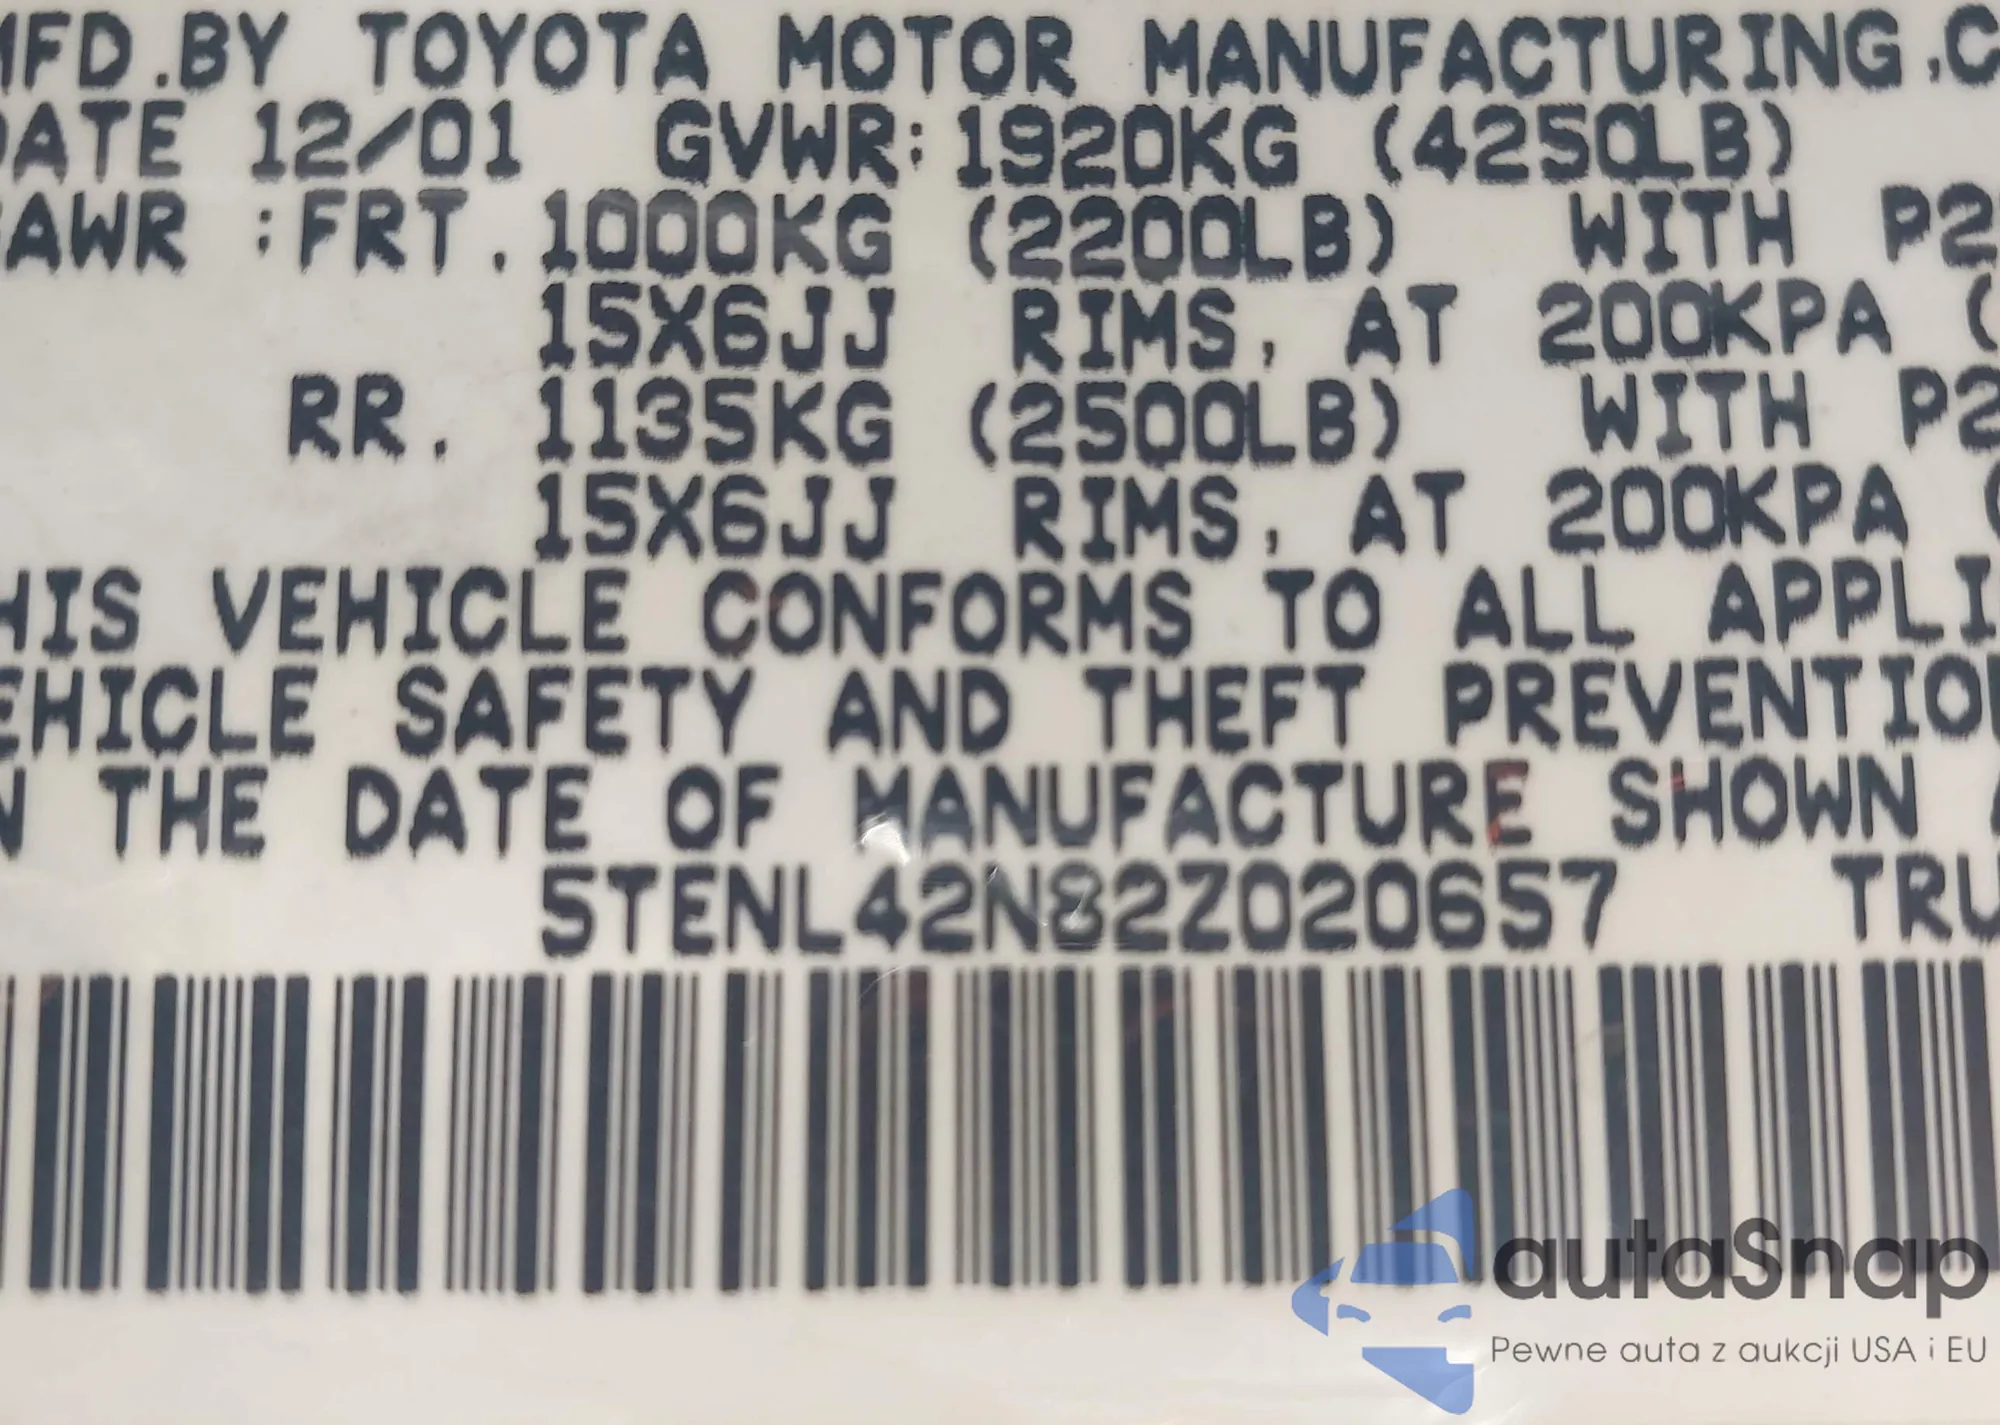 MFD.BY TOYOTA MOTOR MANUFACTURING,C
DATE 12/01 GVWR:1920KG (4250LB)
GAWR :FRT. 1000KG (2200LB) WITH P2
15X6JJ RIMS, AT 200KPA (
RR. 1135KG (2500LB) WITH P2
15X6JJ RIMS, AT 200KPA (
HIS VEHICLE CONFORMS TO ALL APPLI
EHICLE SAFETY AND THEFT PREVENTION
N THE DATE OF MANUFACTURE SHOWN A
5TENL42N82Z020657 TRU
autaSnap
Pewne auta z aukcji USA i EU